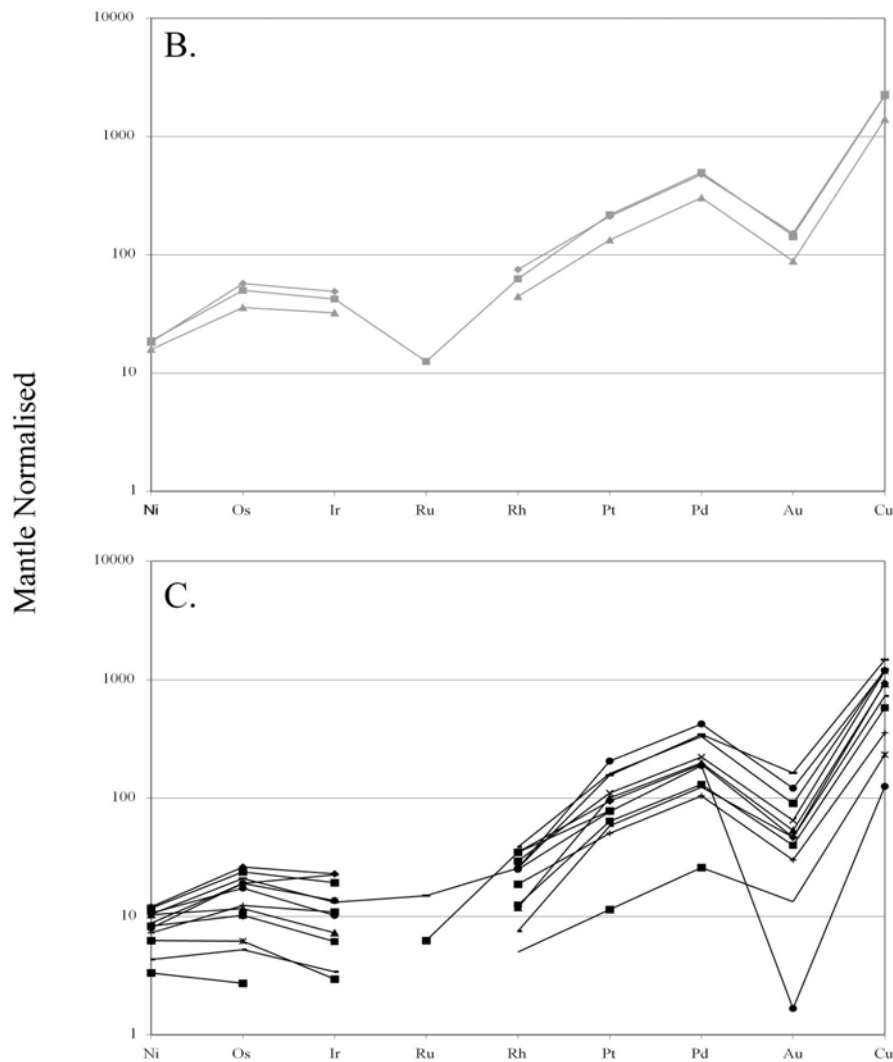 Mantle Normalised
B.
10000
1000
100
10
1
Ni Os Ir Ru Rh Pt Pd Au Cu
C.
10000
1000
100
10
1
Ni Os Ir Ru Rh Pt Pd Au Cu